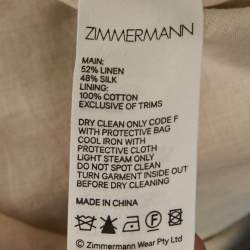 ZIMMERMANN
MAIN:
52% LINEN
48% SILK
LINING:
100% COTTON
EXCLUSIVE OF TRIMS
DRY CLEAN ONLY CODE F
WITH PROTECTIVE BAG
COOL IRON WITH
PROTECTIVE CLOTH
LIGHT STEAM ONLY
DO NOT SPOT CLEAN
TURN GARMENT INSIDE OUT
BEFORE DRY CLEANING
MADE IN CHINA
F
© Zimmermann Wear Pty Ltd